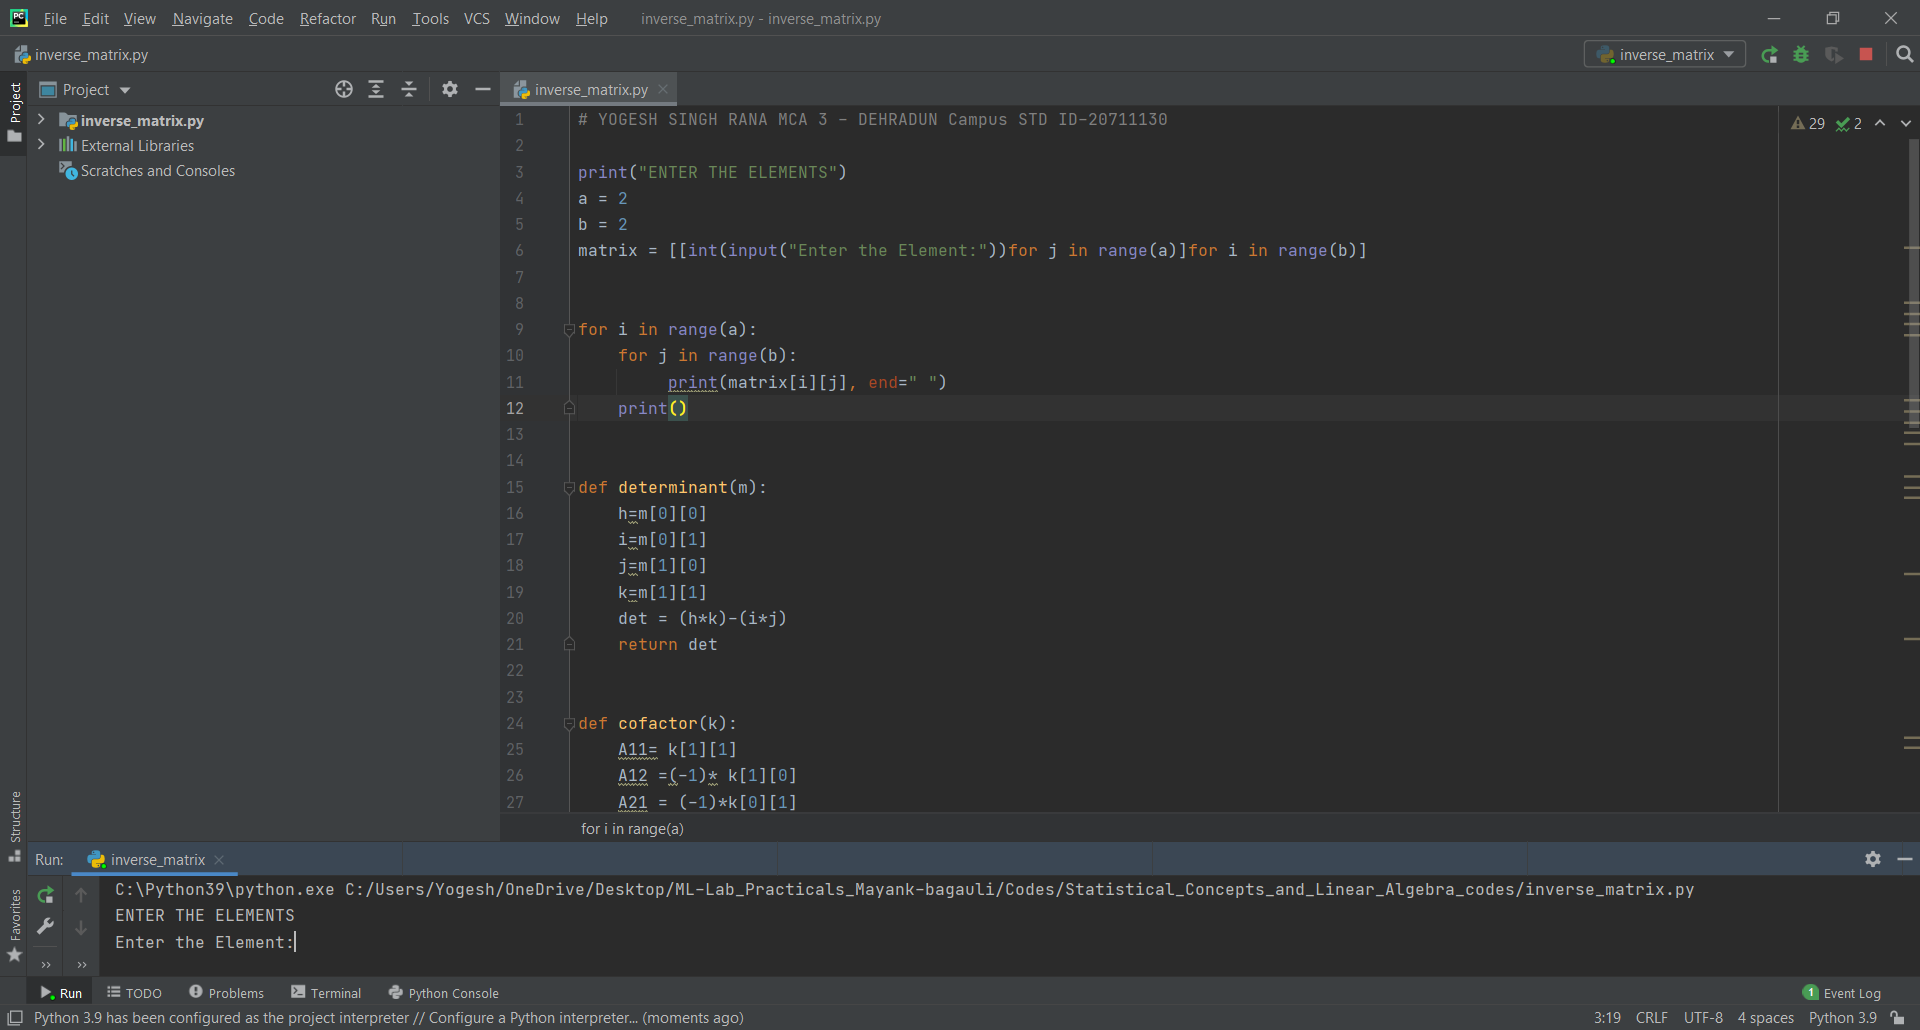 File Edit View Navigate Code Refactor Run Tools VCS Window Help inverse_matrix.py - inverse_matrix.py
inverse_matrix.py
inverse_matrix
Project
Project
inverse_matrix.py
External Libraries
Scratches and Consoles
inverse_matrix.py
29 2
1 # YOGESH SINGH RANA MCA 3 - DEHRADUN Campus STD ID-20711130
2
3 print("ENTER THE ELEMENTS")
4 a = 2
5 b = 2
6 matrix = [[int(input("Enter the Element:"))for j in range(a)]for i in range(b)]
7
8
9 for i in range(a):
10 for j in range(b):
11 print(matrix[i][j], end=" ")
12 print()
13
14
15 def determinant(m):
16 h=m[0][0]
17 i=m[0][1]
18 j=m[1][0]
19 k=m[1][1]
20 det = (h*k)-(i*j)
21 return det
22
23
24 def cofactor(k):
25 A11= k[1][1]
26 A12 =(-1)* k[1][0]
27 A21 = (-1)*k[0][1]
for i in range(a)
Structure
Favorites
Run: inverse_matrix
C:\Python39\python.exe C:/Users/Yogesh/OneDrive/Desktop/ML-Lab_Practicals_Mayank-bagauli/Codes/Statistical_Concepts_and_Linear_Algebra_codes/inverse_matrix.py
ENTER THE ELEMENTS
Enter the Element:
Run TODO Problems Terminal Python Console 1 Event Log
Python 3.9 has been configured as the project interpreter // Configure a Python interpreter... (moments ago) 3:19 CRLF UTF-8 4 spaces Python 3.9